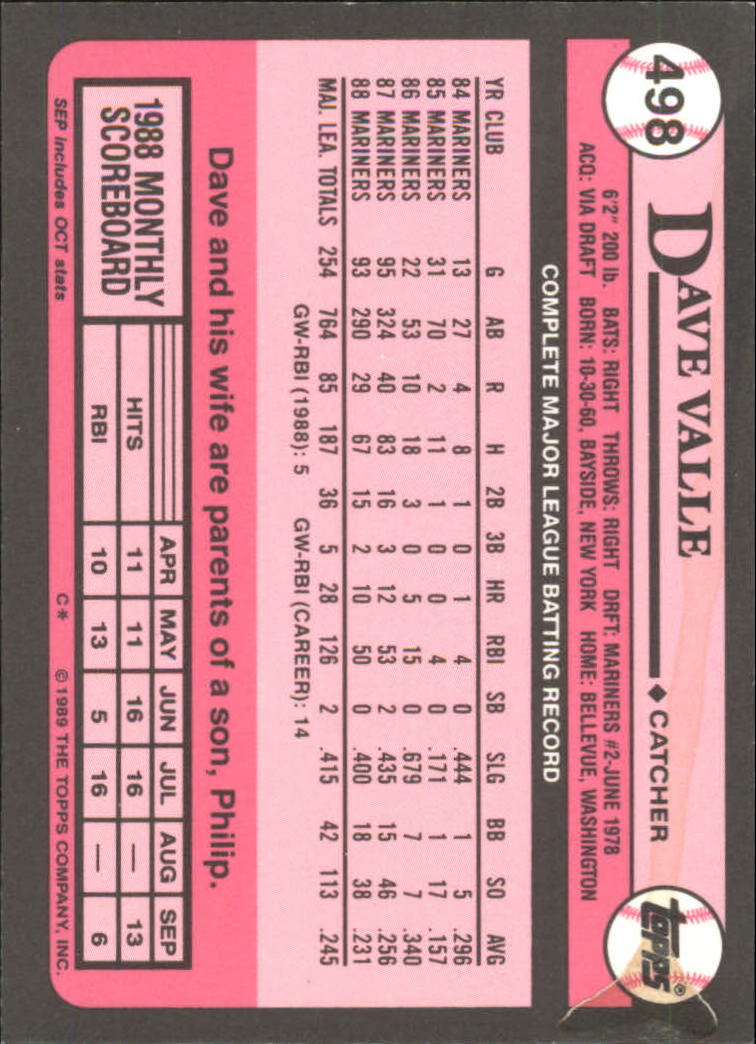 498
DAVE VALLE ♦ CATCHER
topps®
6'2" 200 lb. BATS: RIGHT THROWS: RIGHT DRFT: MARINERS #2-JUNE 1978
ACQ: VIA DRAFT BORN: 10-30-60, BAYSIDE, NEW YORK HOME: BELLEVUE, WASHINGTON
COMPLETE MAJOR LEAGUE BATTING RECORD
YR CLUB G AB R H 2B 3B HR RBI SB SLG BB SO AVG
84 MARINERS 13 27 4 8 1 0 1 4 0 .444 1 5 .296
85 MARINERS 31 70 2 11 1 0 0 4 0 .171 1 17 .157
86 MARINERS 22 53 10 18 3 0 5 15 0 .679 7 7 .340
87 MARINERS 95 324 40 83 16 3 12 53 2 .435 15 46 .256
88 MARINERS 93 290 29 67 15 2 10 50 0 .400 18 38 .231
MAJ. LEA. TOTALS 254 764 85 187 36 5 28 126 2 .415 42 113 .245
GW-RBI (1988): 5 GW-RBI (CAREER): 14
Dave and his wife are parents of a son, Philip.
1988 MONTHLY
SCOREBOARD
APR MAY JUN JUL AUG SEP
HITS 11 11 16 16 — 13
RBI 10 13 5 16 — 6
SEP includes OCT stats C* © 1989 THE TOPPS COMPANY, INC.